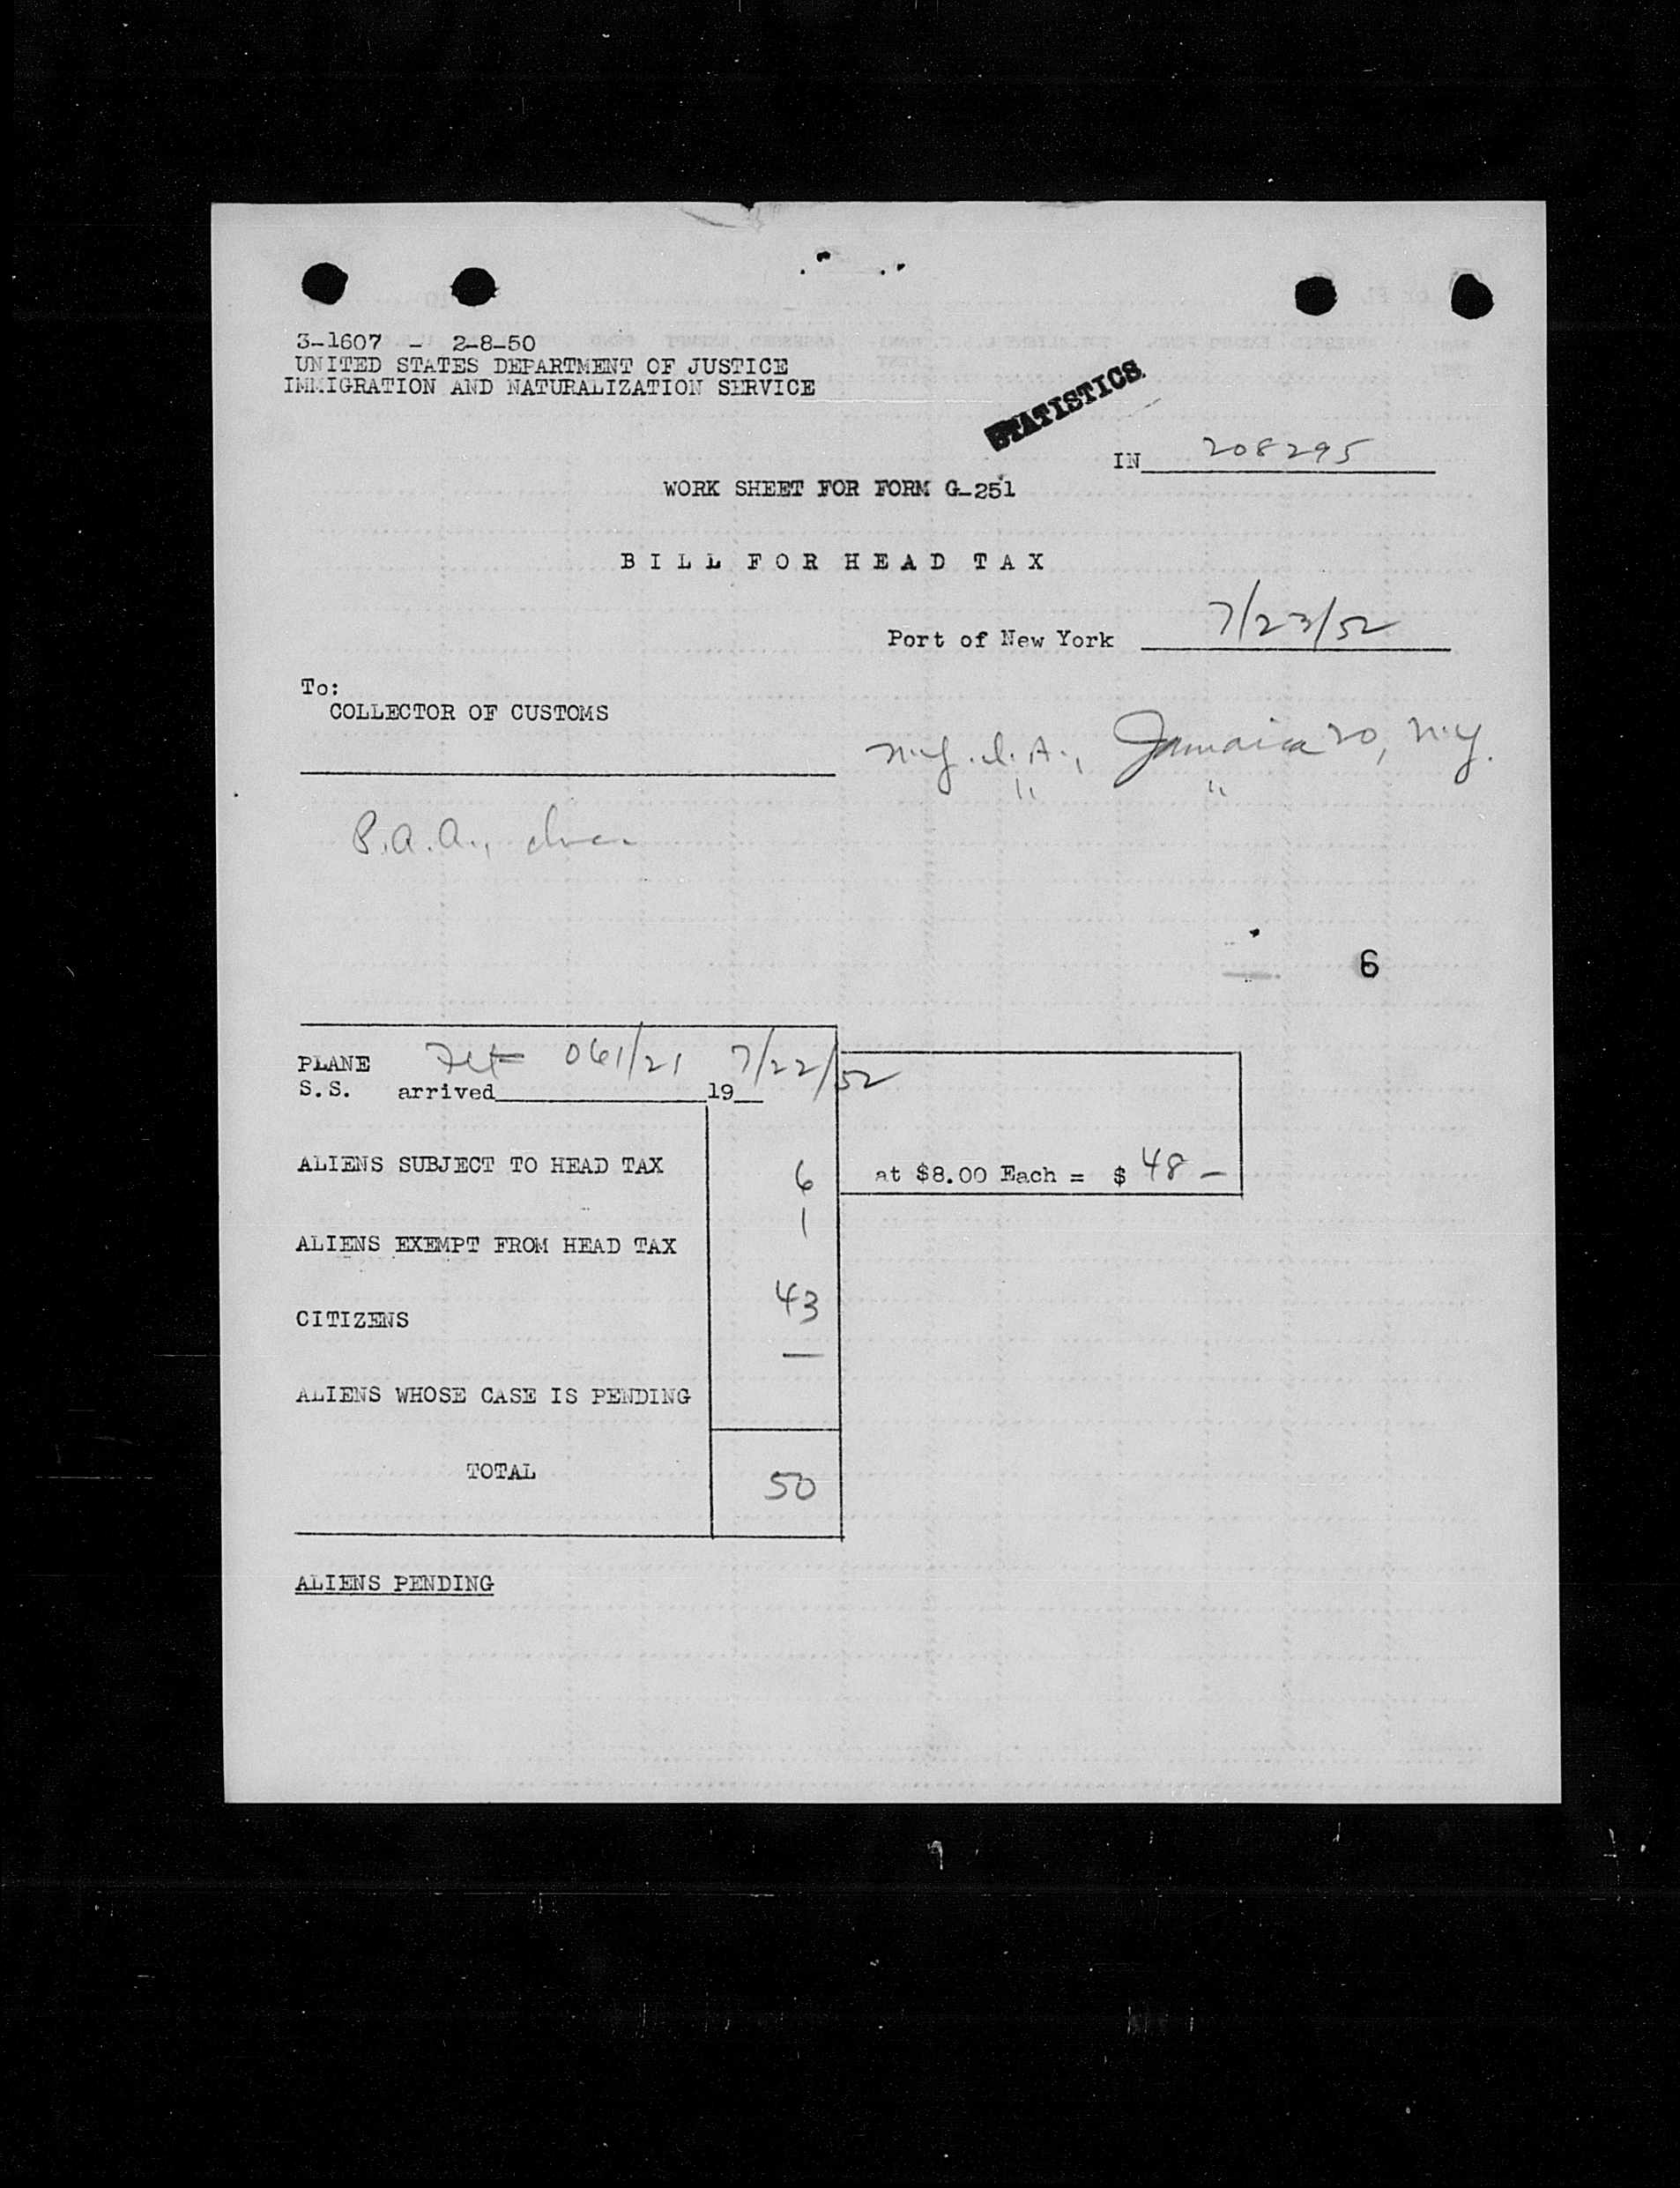 3-1607 - 2-8-50
UNITED STATES DEPARTMENT OF JUSTICE
IMMIGRATION AND NATURALIZATION SERVICE
STATISTICS
IN 208295
WORK SHEET FOR FORM G-251
BILL FOR HEAD TAX
Port of New York 7/23/52
To:
COLLECTOR OF CUSTOMS
N.Y.I.A., Jamaica 20, N.Y.
" "
P.A.A., Inc.
6
PLANE Flt 061/21 7/22/52
S.S. arrived 19
ALIENS SUBJECT TO HEAD TAX 6 at $8.00 Each = $ 48 –
ALIENS EXEMPT FROM HEAD TAX 1
CITIZENS 43
ALIENS WHOSE CASE IS PENDING —
TOTAL 50
ALIENS PENDING